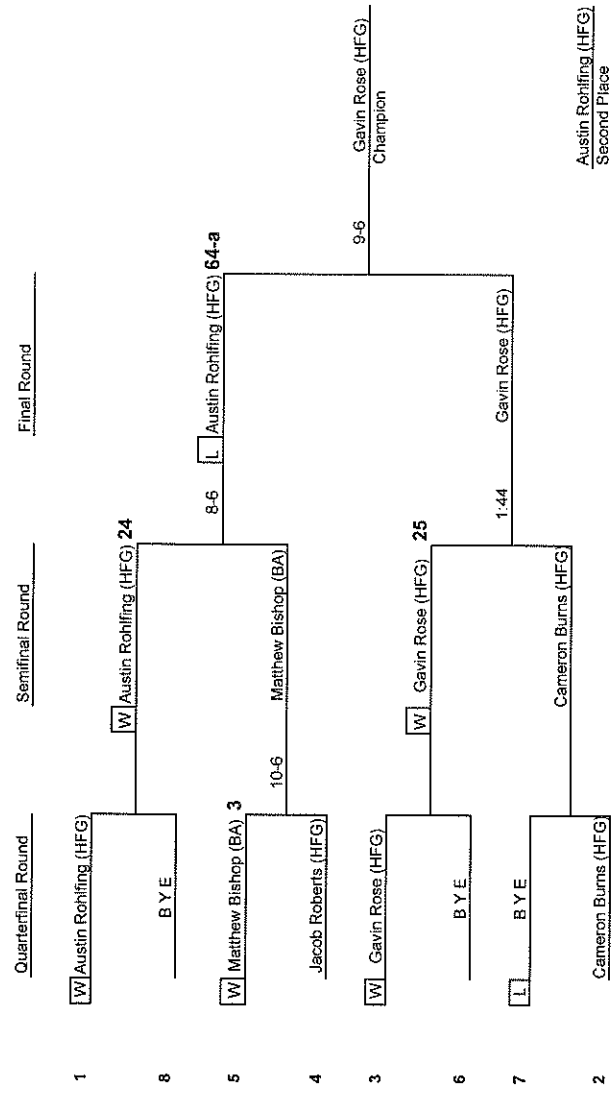 Quarterfinal Round
Semifinal Round
Final Round
1
W Austin Rohlfing (HFG)
8
B Y E
W Austin Rohlfing (HFG) 24
5
W Matthew Bishop (BA) 3
4
Jacob Roberts (HFG)
10-6
Matthew Bishop (BA)
8-6
L Austin Rohlfing (HFG) 64-a
3
W Gavin Rose (HFG)
6
B Y E
W Gavin Rose (HFG) 25
7
L B Y E
2
Cameron Burns (HFG)
Cameron Burns (HFG)
1:44
Gavin Rose (HFG)
9-6
Gavin Rose (HFG)
Champion
Austin Rohlfing (HFG)
Second Place